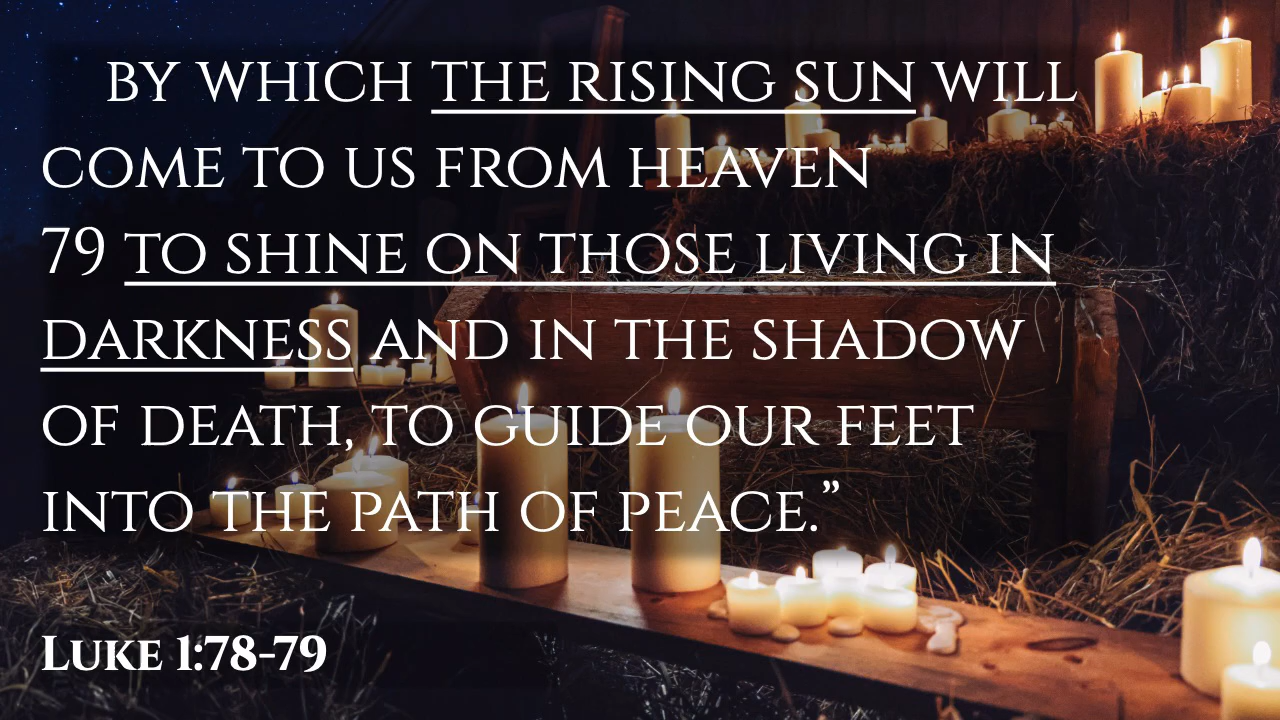 BY WHICH THE RISING SUN WILL
COME TO US FROM HEAVEN
79 TO SHINE ON THOSE LIVING IN
DARKNESS AND IN THE SHADOW
OF DEATH, TO GUIDE OUR FEET
INTO THE PATH OF PEACE.”
LUKE 1:78-79